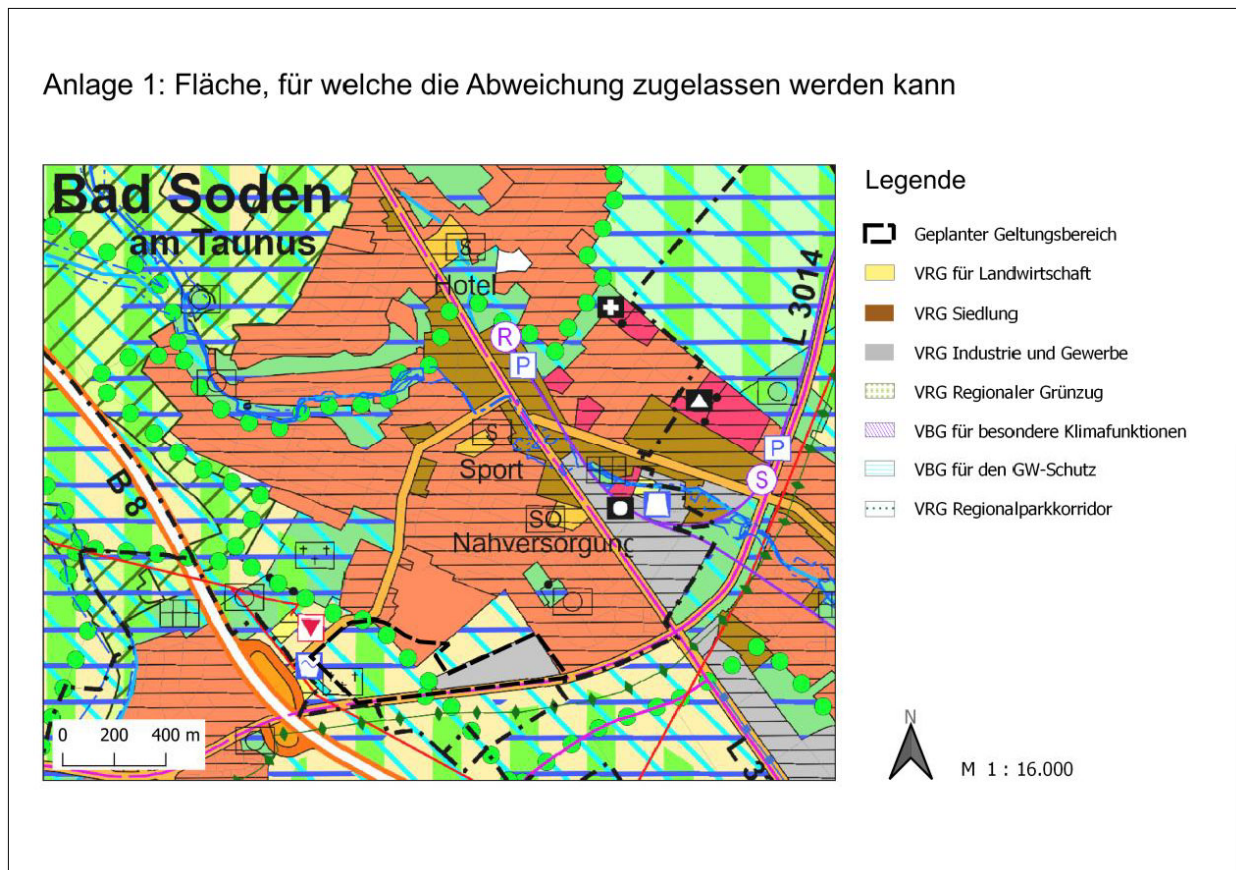 Anlage 1: Fläche, für welche die Abweichung zugelassen werden kann
Bad Soden
am Taunus
S
Hotel
R
P
L 3014
P
S
S
Sport
B 8
SO
Nahversorgung
L 3
0 200 400 m
Legende
Geplanter Geltungsbereich
VRG für Landwirtschaft
VRG Siedlung
VRG Industrie und Gewerbe
VRG Regionaler Grünzug
VBG für besondere Klimafunktionen
VBG für den GW-Schutz
VRG Regionalparkkorridor
N
M 1 : 16.000